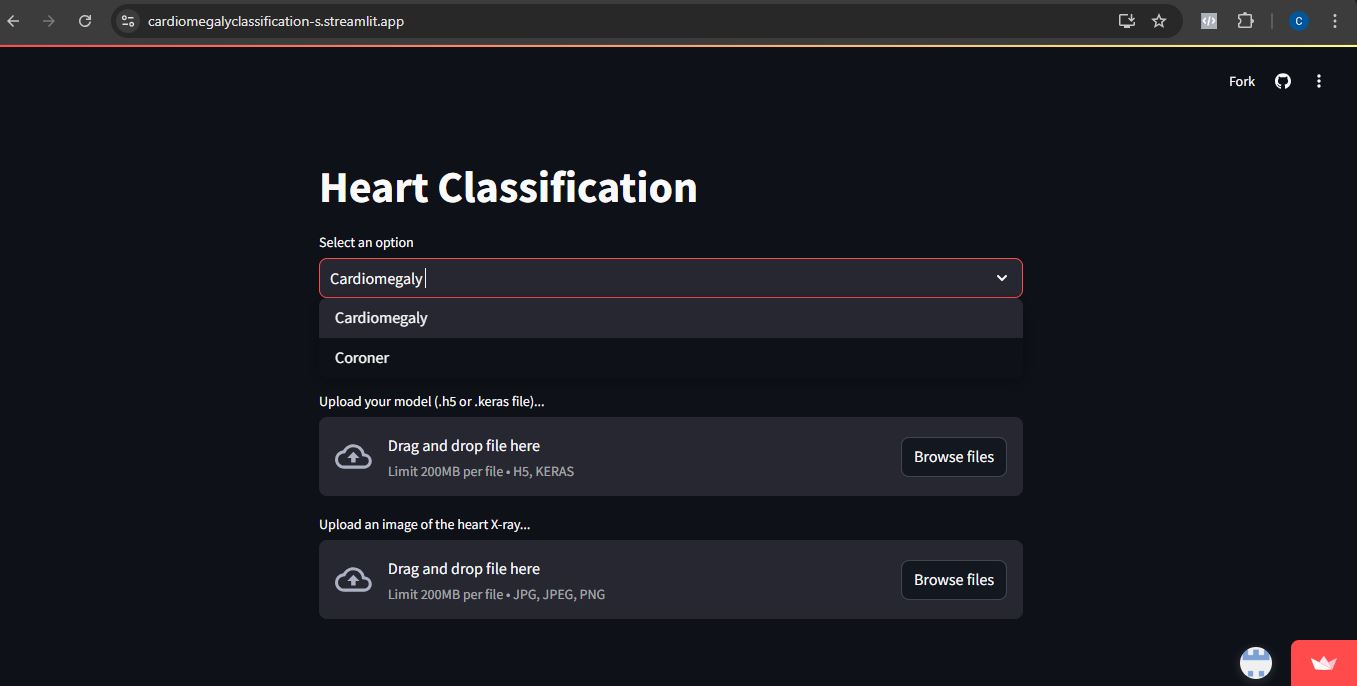 cardiomegalyclassification-s.streamlit.app
C
Fork
Heart Classification
Select an option
Cardiomegaly
Cardiomegaly
Coroner
Upload your model (.h5 or .keras file)...
Drag and drop file here
Limit 200MB per file • H5, KERAS
Browse files
Upload an image of the heart X-ray...
Drag and drop file here
Limit 200MB per file • JPG, JPEG, PNG
Browse files